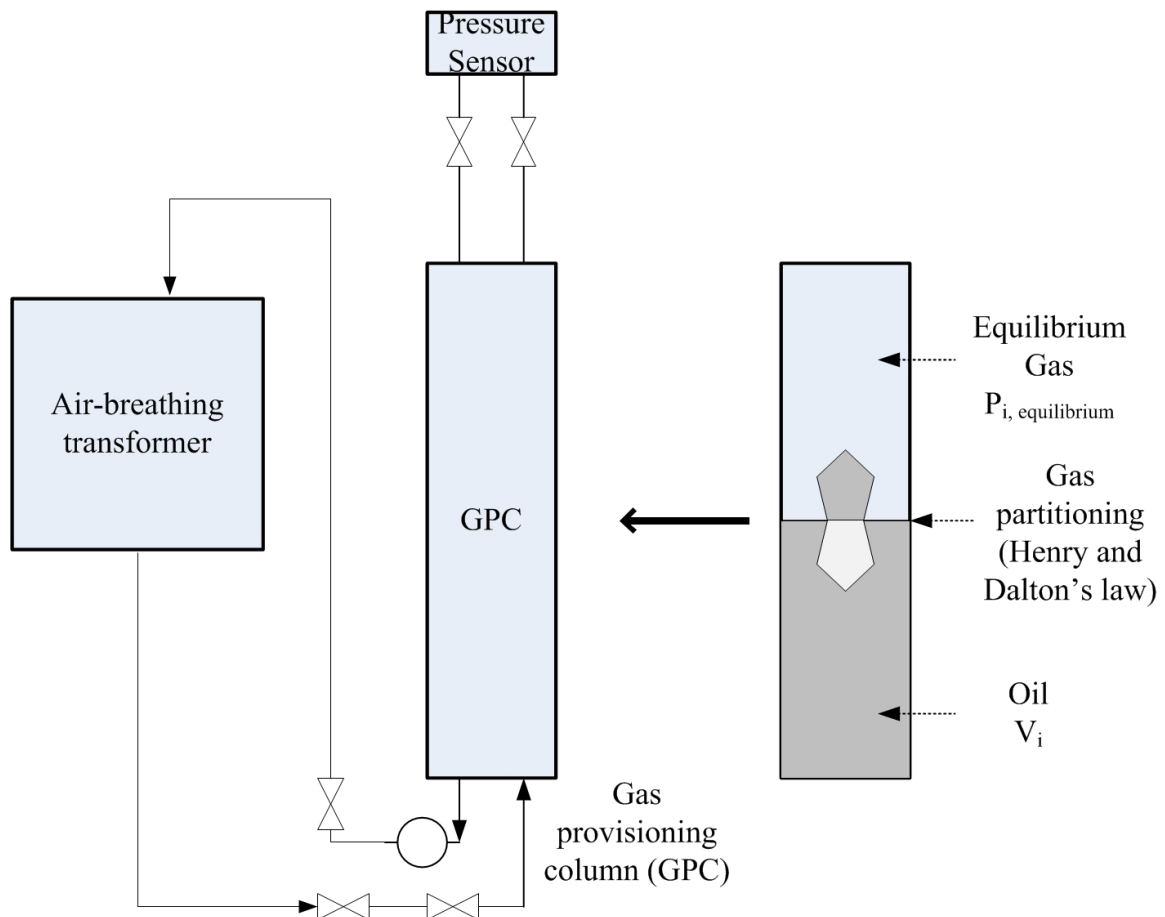 Pressure
Sensor
Air-breathing
transformer
GPC
Equilibrium
Gas
Pi, equilibrium
Gas
partitioning
(Henry and
Dalton’s law)
Oil
Vi
Gas
provisioning
column (GPC)